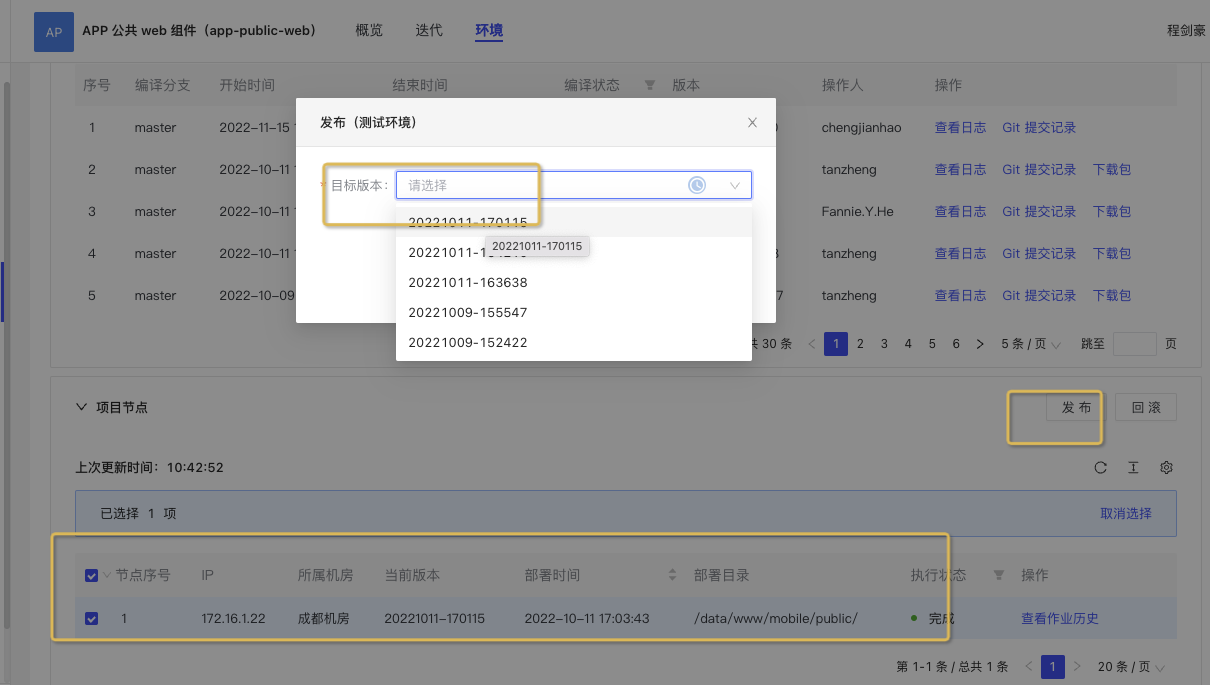 AP APP 公共 web 组件（app-public-web） 概览 迭代 环境 程剑豪
序号 编译分支 开始时间 结束时间 编译状态 版本 操作人 操作
发布（测试环境）
1 master 2022-11-15 chengjianhao 查看日志 Git 提交记录
2 master 2022-10-11 tanzheng 查看日志 Git 提交记录 下载包
* 目标版本： 请选择
3 master 2022-10-11 Fannie.Y.He 查看日志 Git 提交记录 下载包
20221011-170115
20221011-170115
4 master 2022-10-11 tanzheng 查看日志 Git 提交记录 下载包
20221011-163638
5 master 2022-10-09 tanzheng 查看日志 Git 提交记录 下载包
20221009-155547
20221009-152422
共 30 条 1 2 3 4 5 6 5 条 / 页 跳至 页
项目节点 发 布 回 滚
上次更新时间： 10:42:52
已选择 1 项 取消选择
节点序号 IP 所属机房 当前版本 部署时间 部署目录 执行状态 操作
1 172.16.1.22 成都机房 20221011-170115 2022-10-11 17:03:43 /data/www/mobile/public/ 完成 查看作业历史
第 1-1 条 / 总共 1 条 1 20 条 / 页